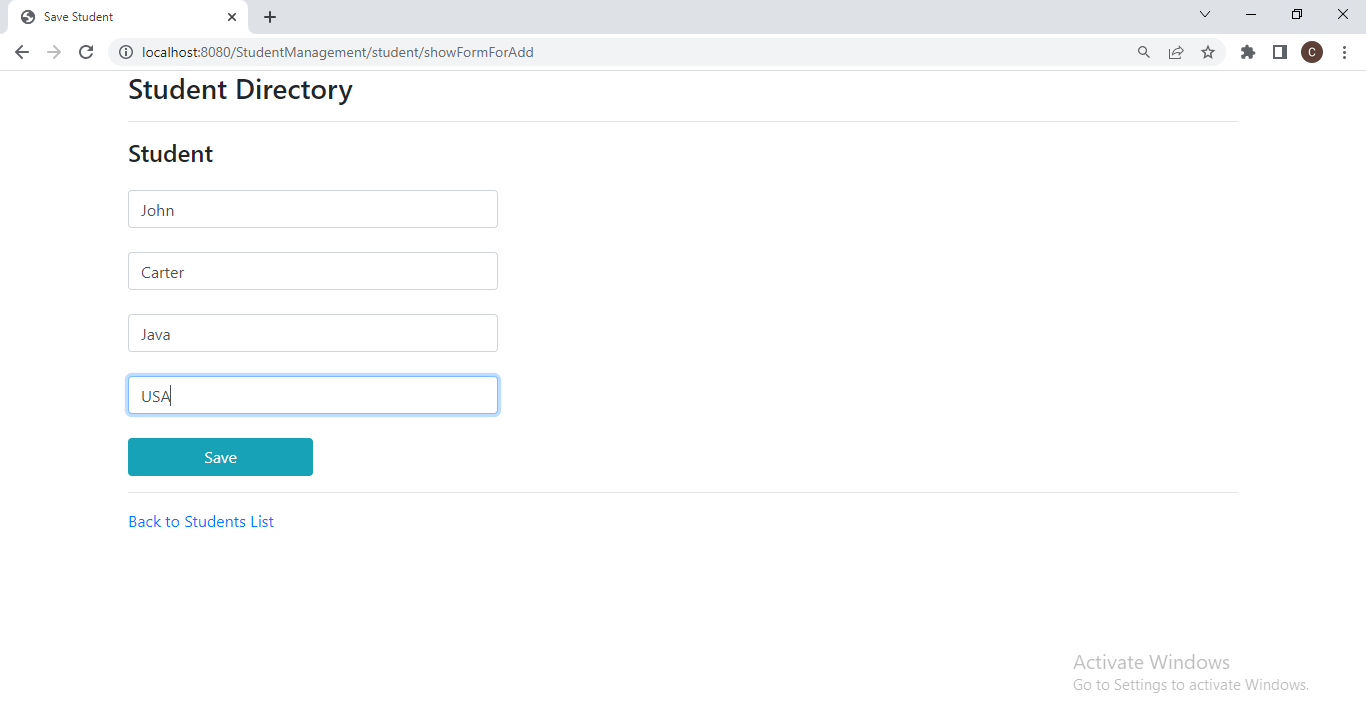 Save Student
localhost:8080/StudentManagement/student/showFormForAdd
C
Student Directory
Student
John
Carter
Java
USA
Save
Back to Students List
Activate Windows
Go to Settings to activate Windows.